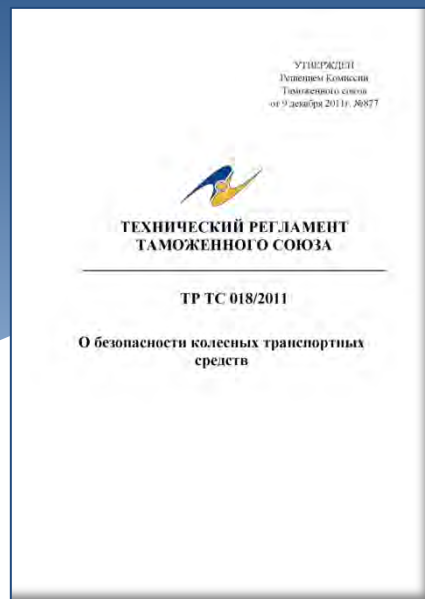 УТВЕРЖДЕН
Решением Комиссии
Таможенного союза
от 9 декабря 2011г. №877
ТЕХНИЧЕСКИЙ РЕГЛАМЕНТ
ТАМОЖЕННОГО СОЮЗА
ТР ТС 018/2011
О безопасности колесных транспортных
средств